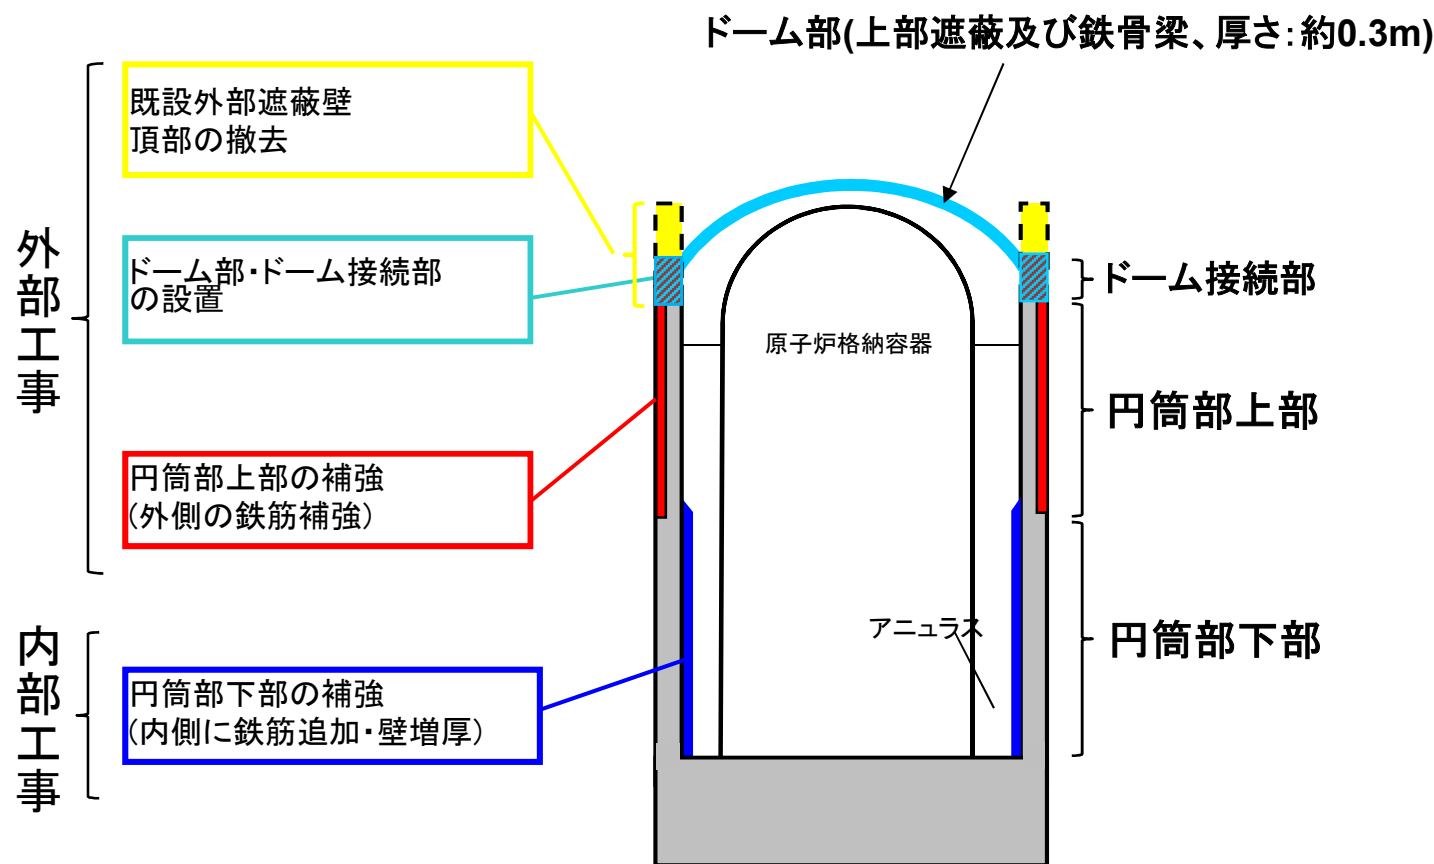 ドーム部(上部遮蔽及び鉄骨梁、厚さ：約0.3m)
外部工事
既設外部遮蔽壁
頂部の撤去
ドーム部・ドーム接続部
の設置
円筒部上部の補強
(外側の鉄筋補強)
内部工事
円筒部下部の補強
(内側に鉄筋追加・壁増厚)
原子炉格納容器
アニュラス
ドーム接続部
円筒部上部
円筒部下部